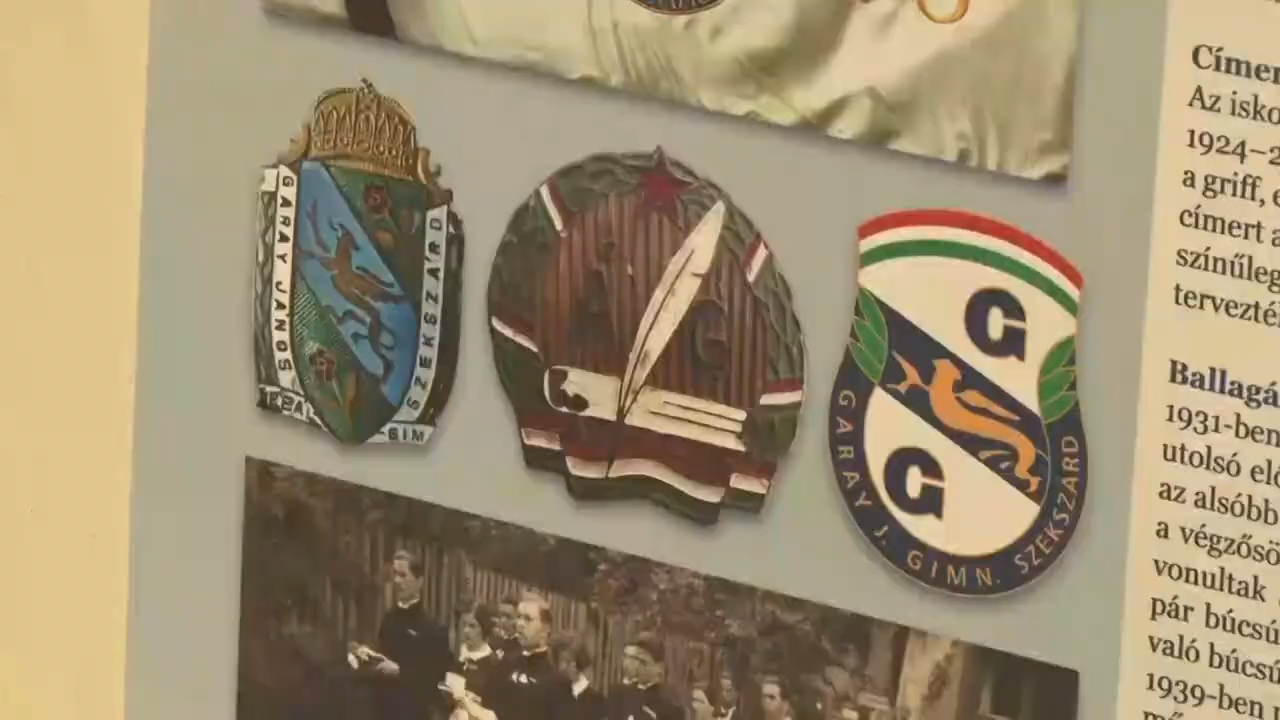 GARAY JÁNOS
SZEKSZÁRD
GIM
G
G
GARAY J. GIMN. SZEKSZÁRD
Címer
Az isko
1924–2
a griff, e
címert a
színűleg
tervezté
Ballagá
1931-ben
utolsó elő
az alsóbb
a végzősö
vonultak
pár búcsú
való búcsú
1939-ben